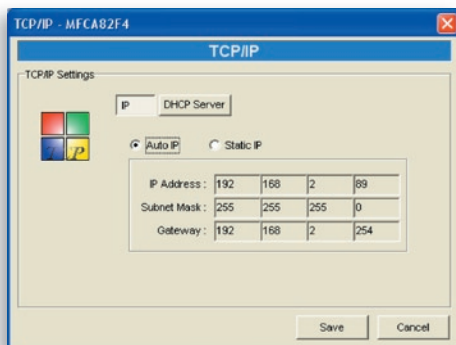 TCP/IP - MFCA82F4
TCP/IP
TCP/IP Settings
IP DHCP Server
T P
Auto IP Static IP
IP Address : 192 168 2 89
Subnet Mask : 255 255 255 0
Gateway : 192 168 2 254
Save Cancel